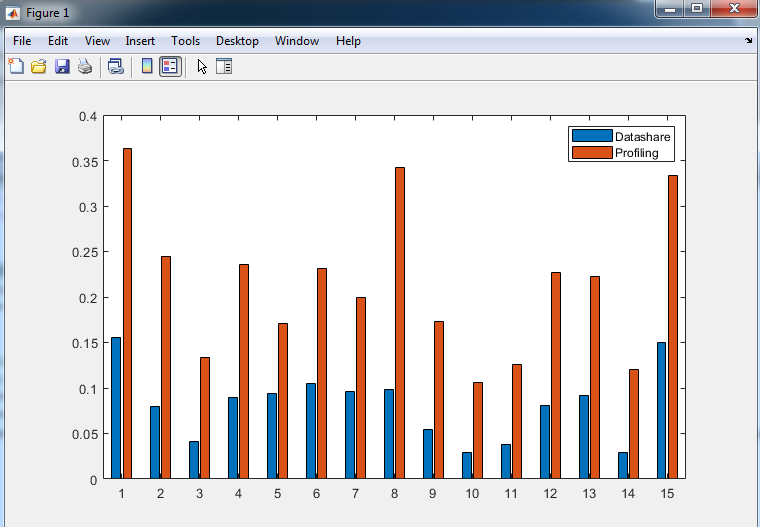 Figure 1
File Edit View Insert Tools Desktop Window Help
Datashare
Profiling
0.4
0.35
0.3
0.25
0.2
0.15
0.1
0.05
0
1 2 3 4 5 6 7 8 9 10 11 12 13 14 15